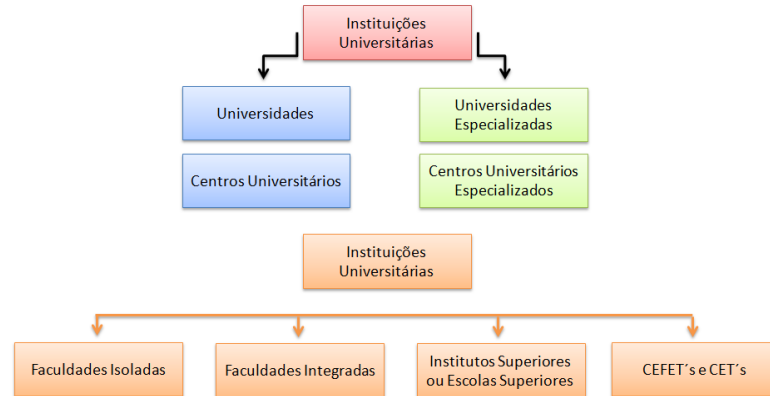 Instituições
Universitárias
Universidades
Universidades
Especializadas
Centros Universitários
Centros Universitários
Especializados
Instituições
Universitárias
Faculdades Isoladas
Faculdades Integradas
Institutos Superiores
ou Escolas Superiores
CEFET´s e CET´s